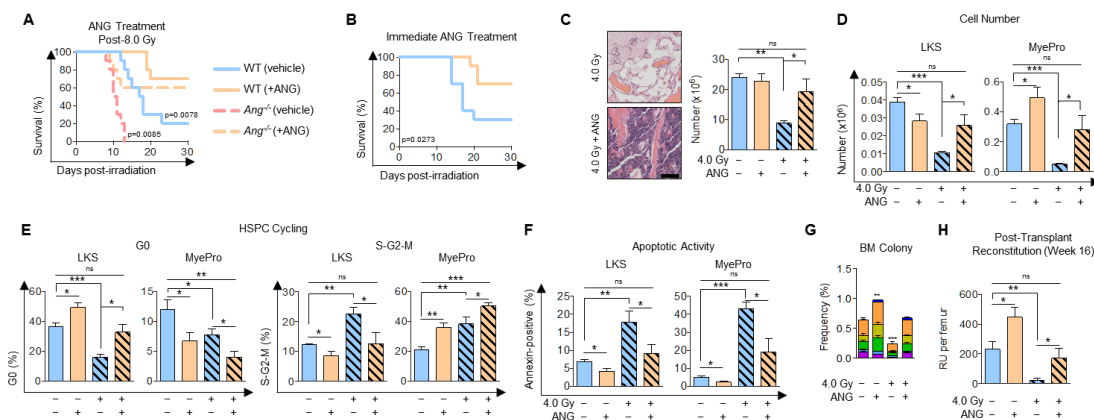 A
ANG Treatment
Post-8.0 Gy
Survival (%)
100
80
60
40
20
0
p=0.0078
p=0.0085
0 10 20 30
Days post-irradiation
WT (vehicle)
WT (+ANG)
Ang-/- (vehicle)
Ang-/- (+ANG)
B
Immediate ANG Treatment
Survival (%)
100
80
60
40
20
0
p=0.0273
0 10 20 30
Days post-irradiation
C
4.0 Gy
4.0 Gy + ANG
ns
** *
Number (x10⁶)
30
25
20
15
10
5
0
4.0 Gy – – + +
ANG – + – +
D
Cell Number
LKS
ns
***
* *
Number (x10⁶)
0.05
0.04
0.03
0.02
0.01
0.00
MyePro
ns
***
* *
0.6
0.4
0.2
0.0
4.0 Gy – – + + – – + +
ANG – + – + – + – +
E
HSPC Cycling
G0
LKS
ns
***
* *
G0 (%)
80
60
40
20
0
MyePro
**
*
* *
15
10
5
0
– – + + – – + +
– + – + – + – +
S-G2-M
LKS
ns
**
* *
S-G2-M (%)
30
20
10
0
MyePro
***
**
** *
80
60
40
20
0
– – + + – – + +
– + – + – + – +
F
Apoptotic Activity
LKS
ns
**
* *
Annexin-positive (%)
25
20
15
10
5
0
MyePro
ns
***
* *
50
40
30
20
10
0
4.0 Gy – – + + – – + +
ANG – + – + – + – +
G
BM Colony
Frequency (%)
1.5
1.0
0.5
0.0
**
***
4.0 Gy – – + +
ANG – + – +
H
Post-Transplant
Reconstitution (Week 16)
ns
**
* *
RU per femur
600
400
200
0
4.0 Gy – – + +
ANG – + – +